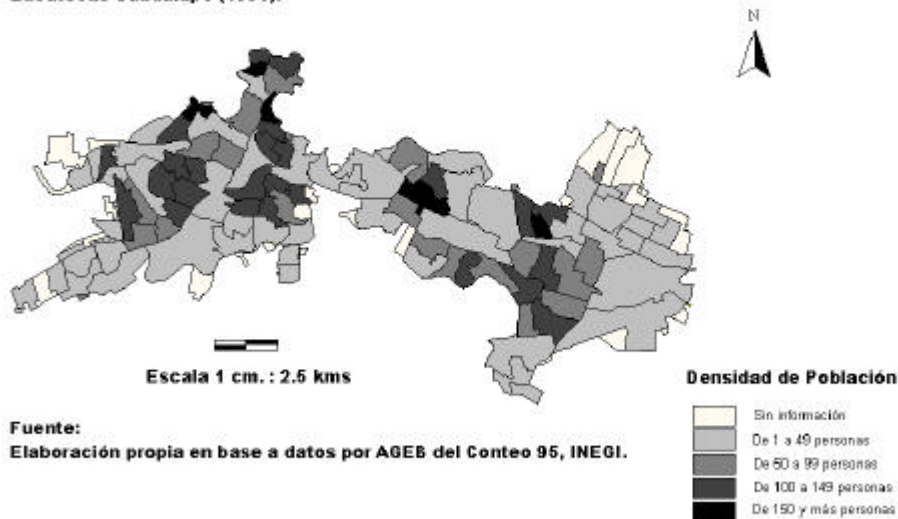 N
Escala 1 cm. : 2.5 kms
Densidad de Población
Sin información
De 1 a 49 personas
De 50 a 99 personas
De 100 a 149 personas
De 150 y más personas
Fuente:
Elaboración propia en base a datos por AGEB del Conteo 95, INEGI.